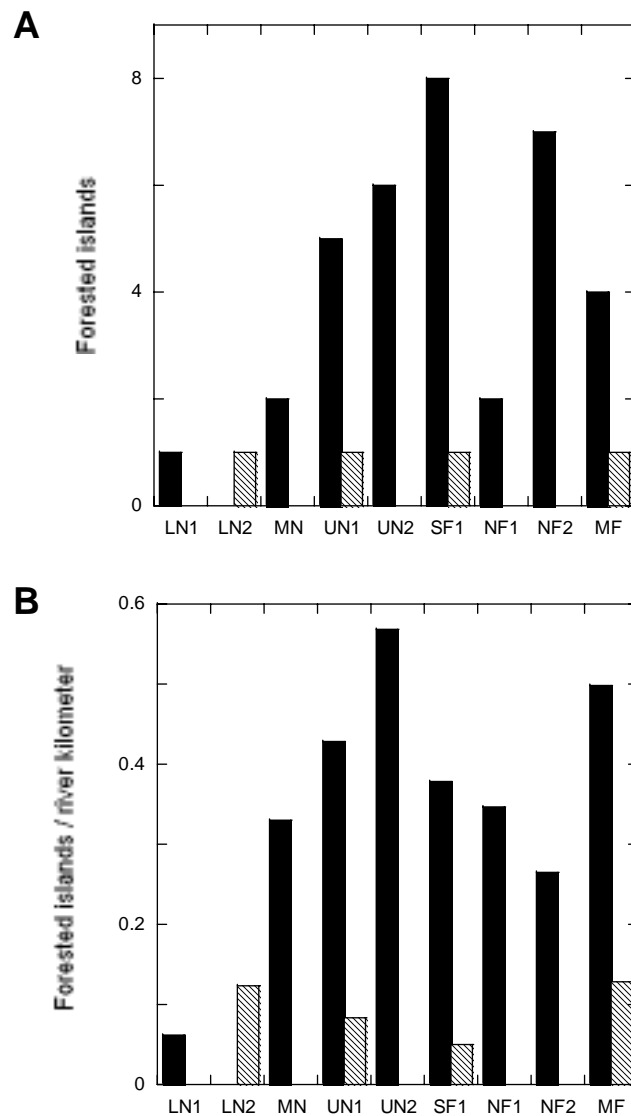 A
Forested islands
8
4
0
LN1 LN2 MN UN1 UN2 SF1 NF1 NF2 MF
B
Forested islands / river kilometer
0.6
0.4
0.2
0
LN1 LN2 MN UN1 UN2 SF1 NF1 NF2 MF